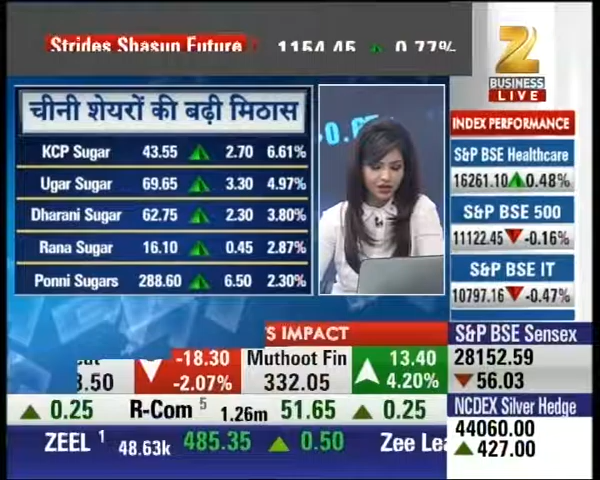 Strides Shasun Future 1154.45 0.77%
Z
BUSINESS
LIVE
चीनी शेयरों की बढ़ी मिठास
KCP Sugar 43.55 2.70 6.61%
Ugar Sugar 69.65 3.30 4.97%
Dharani Sugar 62.75 2.30 3.80%
Rana Sugar 16.10 0.45 2.87%
Ponni Sugars 288.60 6.50 2.30%
INDEX PERFORMANCE
S&P BSE Healthcare
16261.10 0.48%
S&P BSE 500
11122.45 -0.16%
S&P BSE IT
10797.16 -0.47%
S&P BSE Sensex
28152.59
56.03
NCDEX Silver Hedge
44060.00
427.00
S IMPACT
-18.30 Muthoot Fin 13.40
3.50 -2.07% 332.05 4.20%
0.25 R-Com 5 1.26m 51.65 0.25
ZEEL 1 48.63k 485.35 0.50 Zee Lea